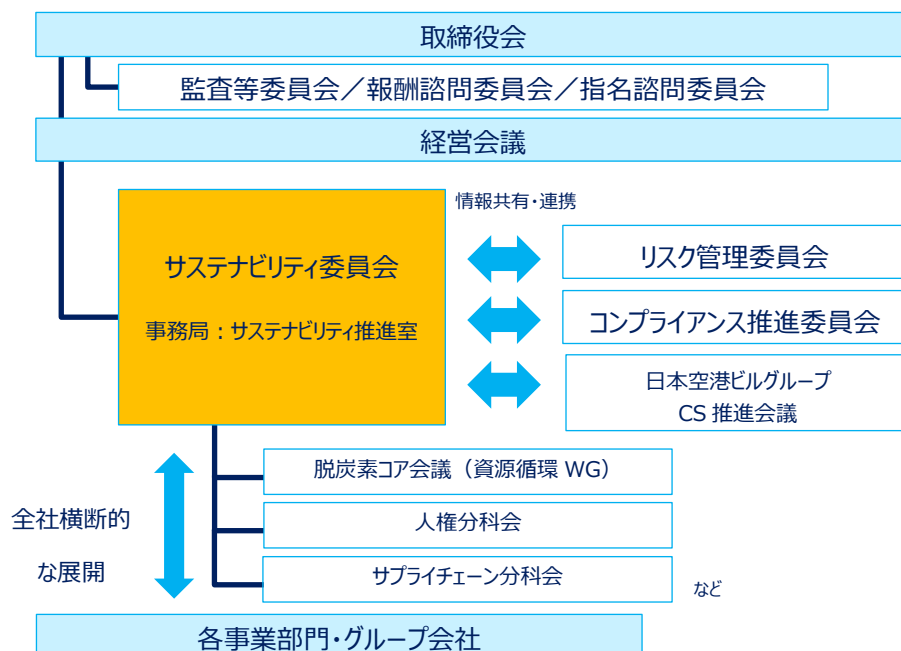 取締役会
監査等委員会／報酬諮問委員会／指名諮問委員会
経営会議
情報共有・連携
サステナビリティ委員会
事務局：サステナビリティ推進室
リスク管理委員会
コンプライアンス推進委員会
日本空港ビルグループ
CS 推進会議
脱炭素コア会議（資源循環 WG）
人権分科会
サプライチェーン分科会
など
全社横断的
な展開
各事業部門・グループ会社